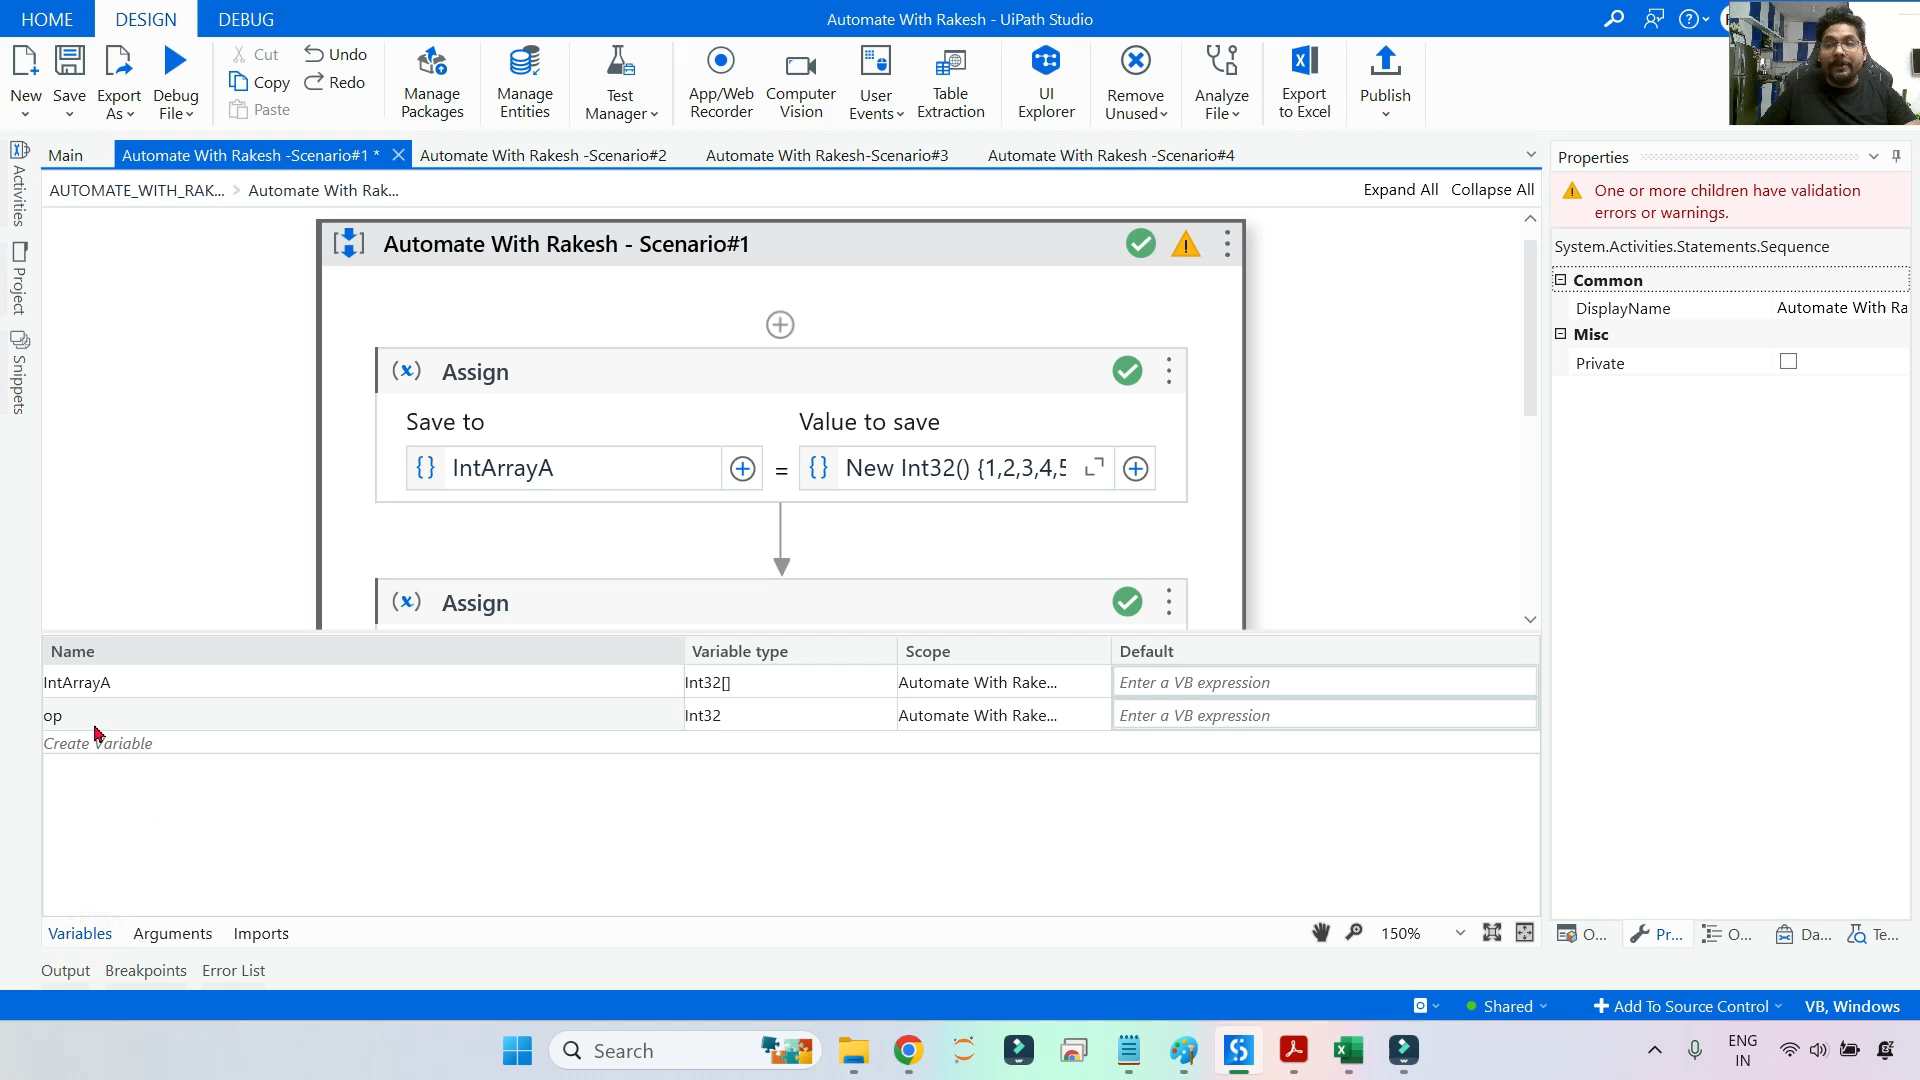 HOME DESIGN DEBUG
Automate With Rakesh - UiPath Studio
New Save Export As Debug File
Cut Copy Paste Undo Redo
Manage Packages Manage Entities Test Manager App/Web Recorder Computer Vision User Events Table Extraction UI Explorer Remove Unused Analyze File Export to Excel Publish
Main Automate With Rakesh -Scenario#1 * Automate With Rakesh -Scenario#2 Automate With Rakesh-Scenario#3 Automate With Rakesh -Scenario#4
AUTOMATE_WITH_RAK... > Automate With Rak... Expand All Collapse All
Activities
Project
Snippets
Automate With Rakesh - Scenario#1
Assign
Save to Value to save
IntArrayA = New Int32() {1,2,3,4,5
Assign
Name Variable type Scope Default
IntArrayA Int32[] Automate With Rake... Enter a VB expression
op Int32 Automate With Rake... Enter a VB expression
Create Variable
Variables Arguments Imports 150%
Output Breakpoints Error List
Properties
One or more children have validation
errors or warnings.
System.Activities.Statements.Sequence
Common
DisplayName Automate With Ra
Misc
Private
O... Pr... O... Da... Te...
Shared Add To Source Control VB, Windows
Search
ENG
IN